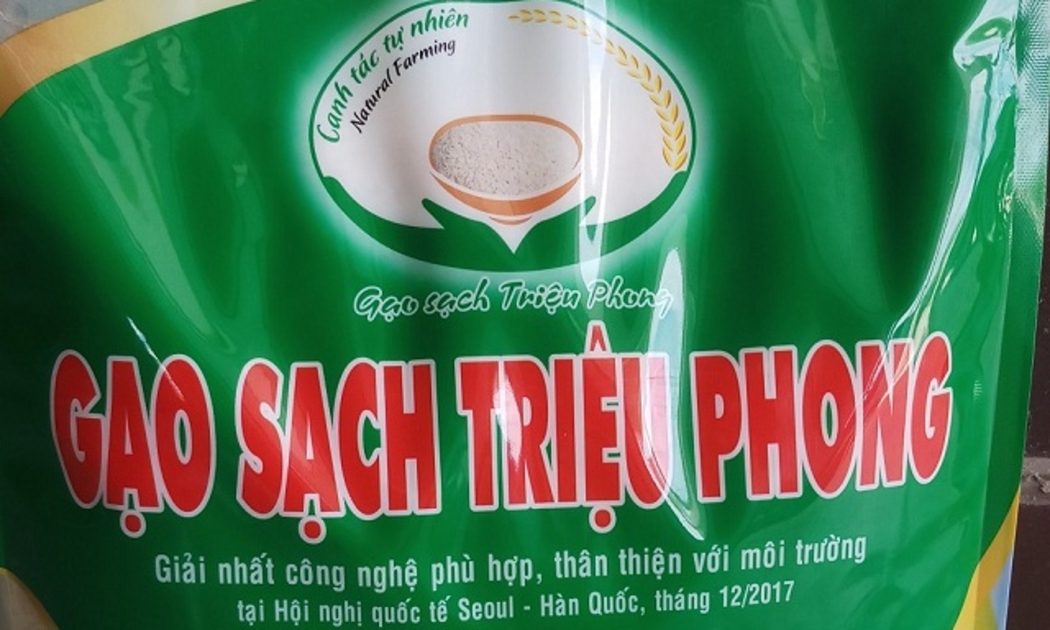 Canh tác tự nhiên
Natural Farming
Gạo sạch Triệu Phong
GẠO SẠCH TRIỆU PHONG
Giải nhất công nghệ phù hợp, thân thiện với môi trường
tại Hội nghị quốc tế Seoul - Hàn Quốc, tháng 12/2017